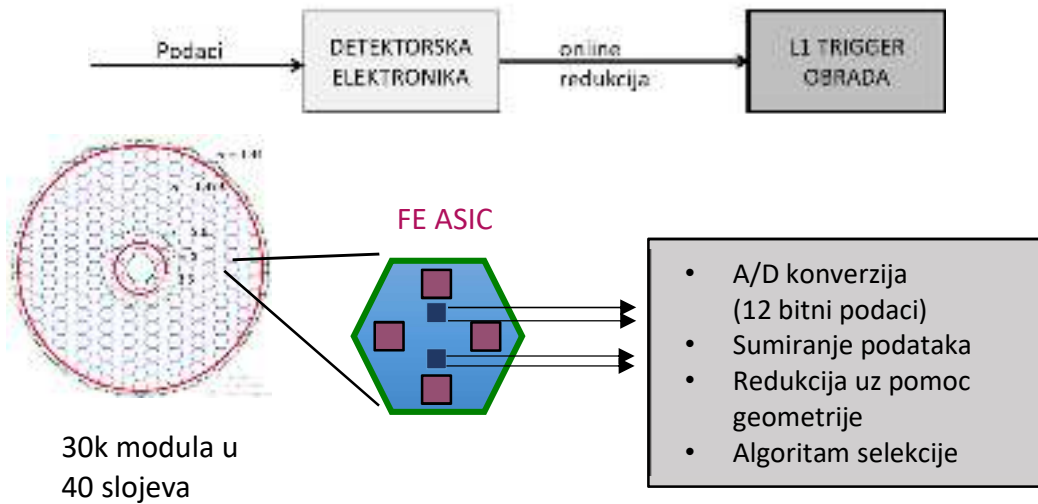 Podaci
DETEKTORSKA
ELEKTRONIKA
online
redukcija
L1 TRIGGER
OBRADA
FE ASIC
• A/D konverzija
(12 bitni podaci)
• Sumiranje podataka
• Redukcija uz pomoc
geometrije
• Algoritam selekcije
30k modula u
40 slojeva